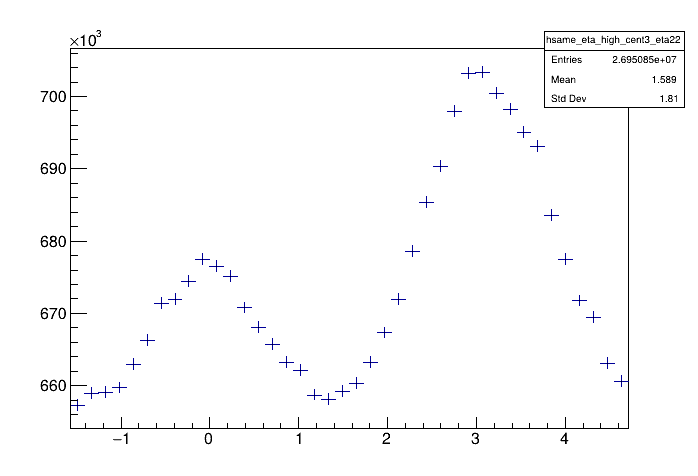 ×10³
hsame_eta_high_cent3_eta22
Entries 2.695085e+07
Mean 1.589
Std Dev 1.81
700
690
680
670
660
−1 0 1 2 3 4